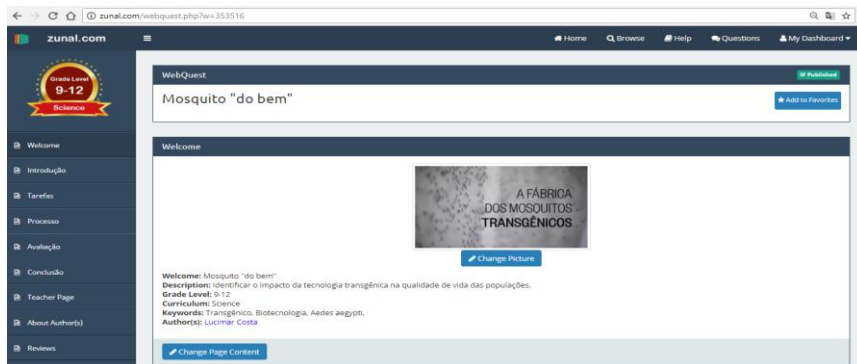 zunal.com/webquest.php?w=353516
zunal.com
Home
Browse
Help
Questions
My Dashboard
Grade Level
9-12
Science
WebQuest
Published
Mosquito "do bem"
Add to Favorites
Welcome
Introdução
Tarefas
Processo
Avaliação
Conclusão
Teacher Page
About Author(s)
Reviews
Welcome
A FÁBRICA
DOS MOSQUITOS
TRANSGÊNICOS
Change Picture
Welcome: Mosquito "do bem"
Description: Identificar o impacto da tecnologia transgênica na qualidade de vida das populações.
Grade Level: 9-12
Curriculum: Science
Keywords: Transgênico, Biotecnologia, Aedes aegypti.
Author(s): Lucimar Costa
Change Page Content